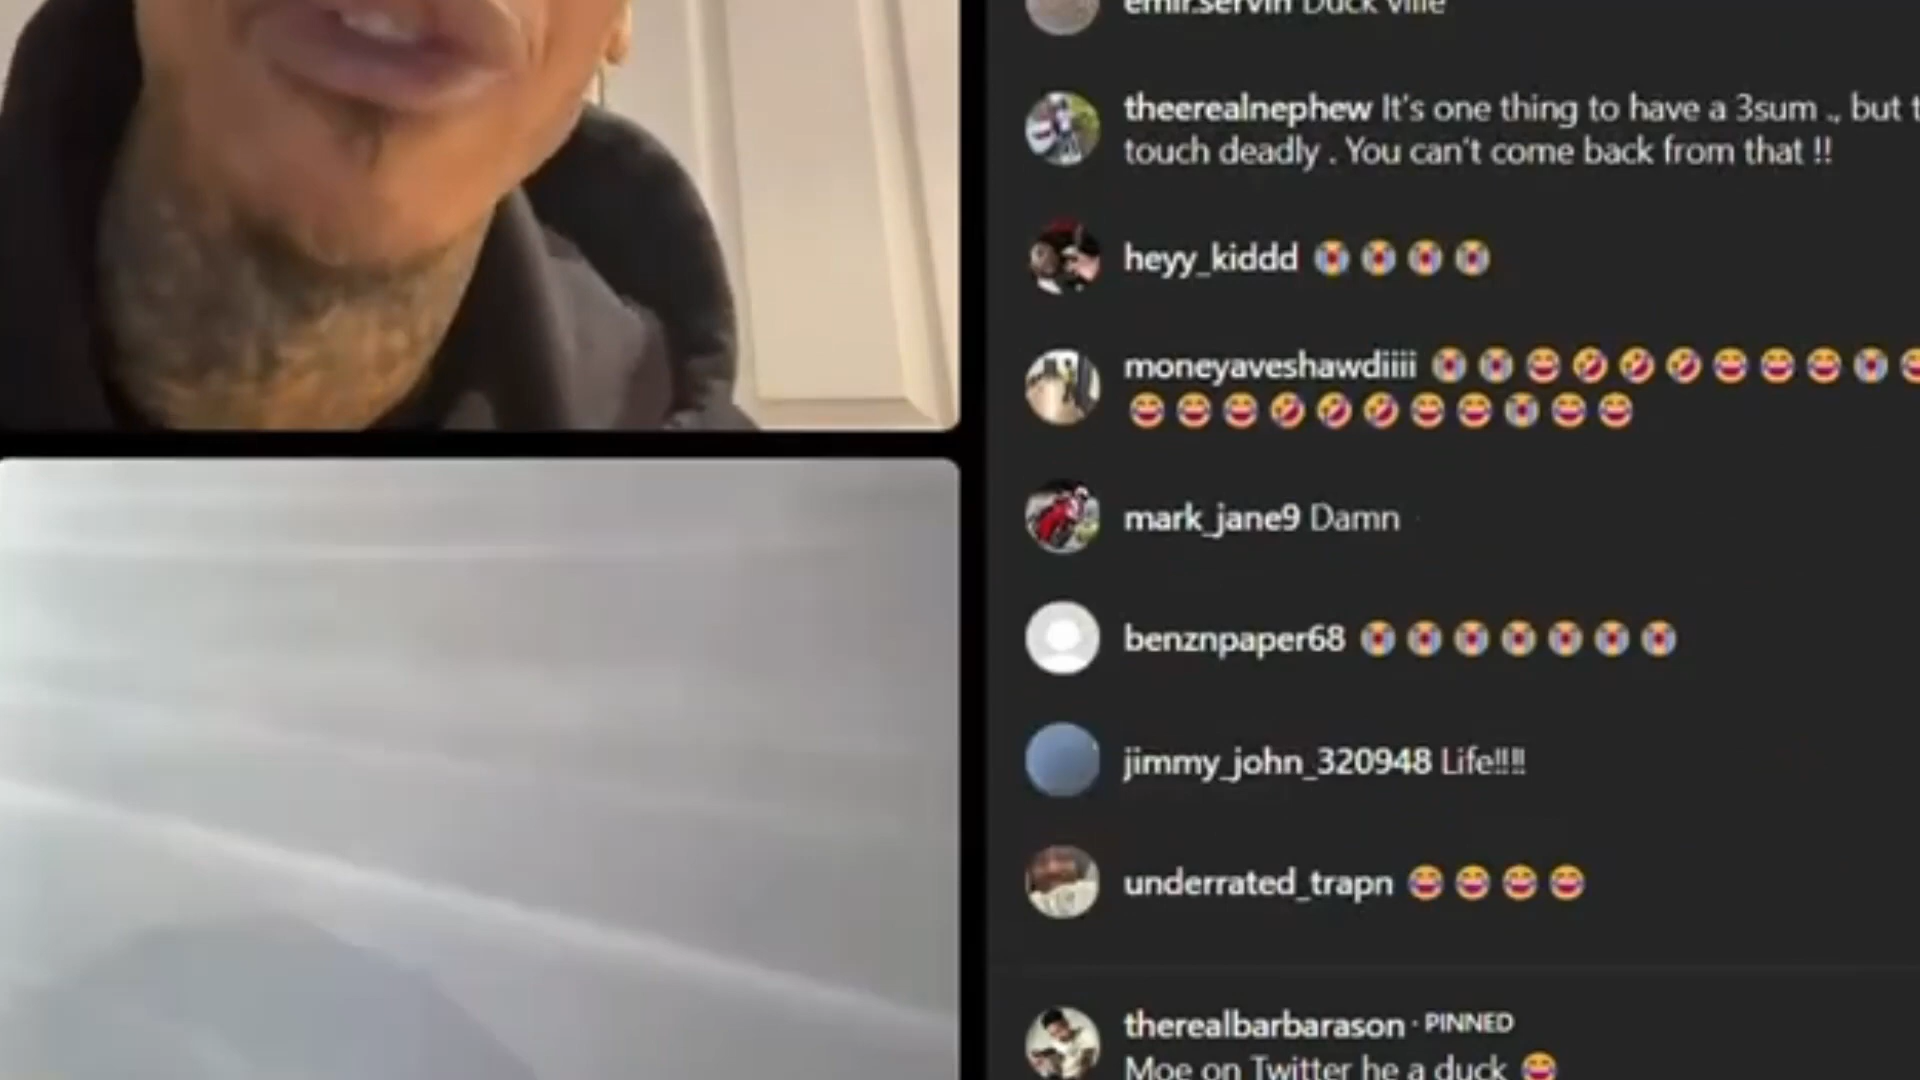 emir.servin Duck ville
theerealnephew It's one thing to have a 3sum ., but t
touch deadly . You can't come back from that !!
heyy_kiddd 😭😭😭😭
moneyaveshawdiiii 😭😭😂🤣🤣🤣😂😂😂😭😂
😂😂😂🤣🤣🤣😂😂😭😂😂
mark_jane9 Damn
benznpaper68 😭😭😭😭😭😭😭
jimmy_john_320948 Life!!!!
underrated_trapn 😂😂😂😂
therealbarbarason · PINNED
Moe on Twitter he a duck 😂